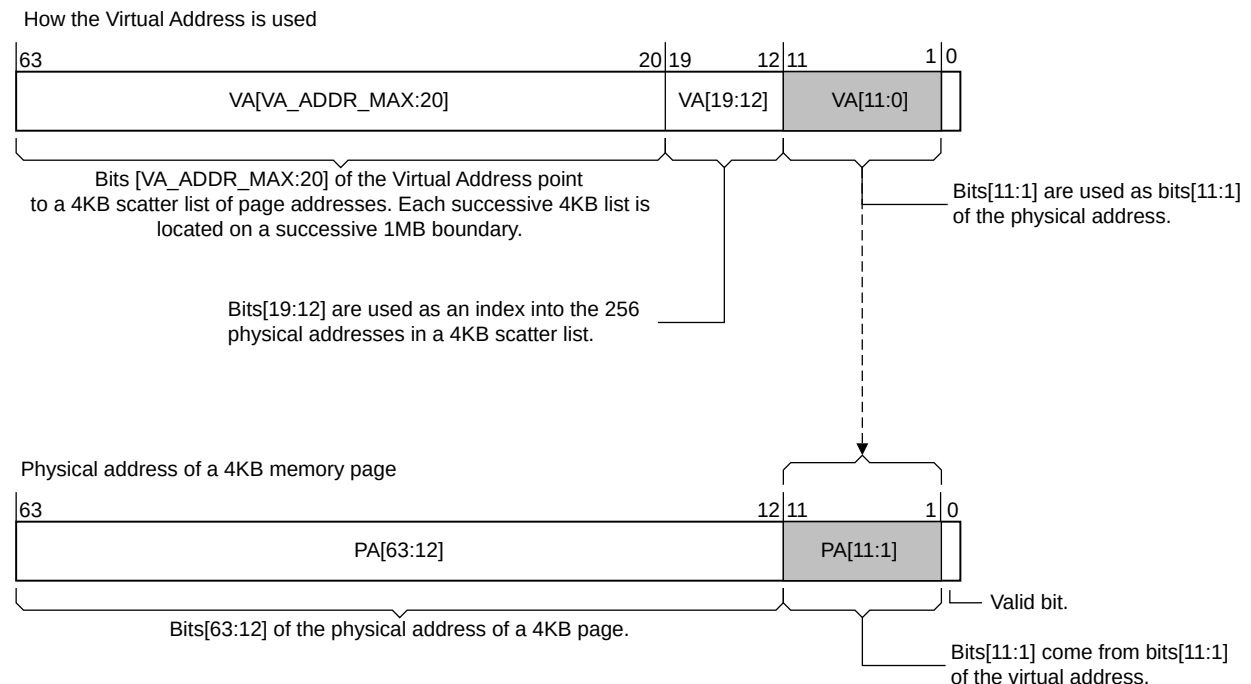 How the Virtual Address is used
63 20 19 12 11 1 0
VA[VA_ADDR_MAX:20] VA[19:12] VA[11:0]
Bits [VA_ADDR_MAX:20] of the Virtual Address point
to a 4KB scatter list of page addresses. Each successive 4KB list is
located on a successive 1MB boundary.
Bits[11:1] are used as bits[11:1]
of the physical address.
Bits[19:12] are used as an index into the 256
physical addresses in a 4KB scatter list.
Physical address of a 4KB memory page
63 12 11 1 0
PA[63:12] PA[11:1]
Valid bit.
Bits[63:12] of the physical address of a 4KB page.
Bits[11:1] come from bits[11:1]
of the virtual address.